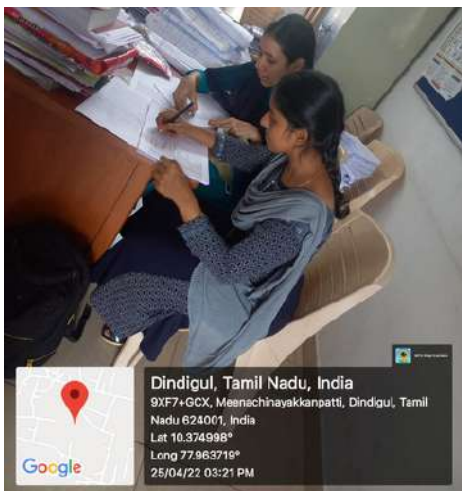 Dindigul, Tamil Nadu, India
9XF7+GCX, Meenachinayakkanpatti, Dindigul, Tamil
Nadu 624001, India
Lat 10.374998°
Long 77.963719°
25/04/22 03:21 PM
Google